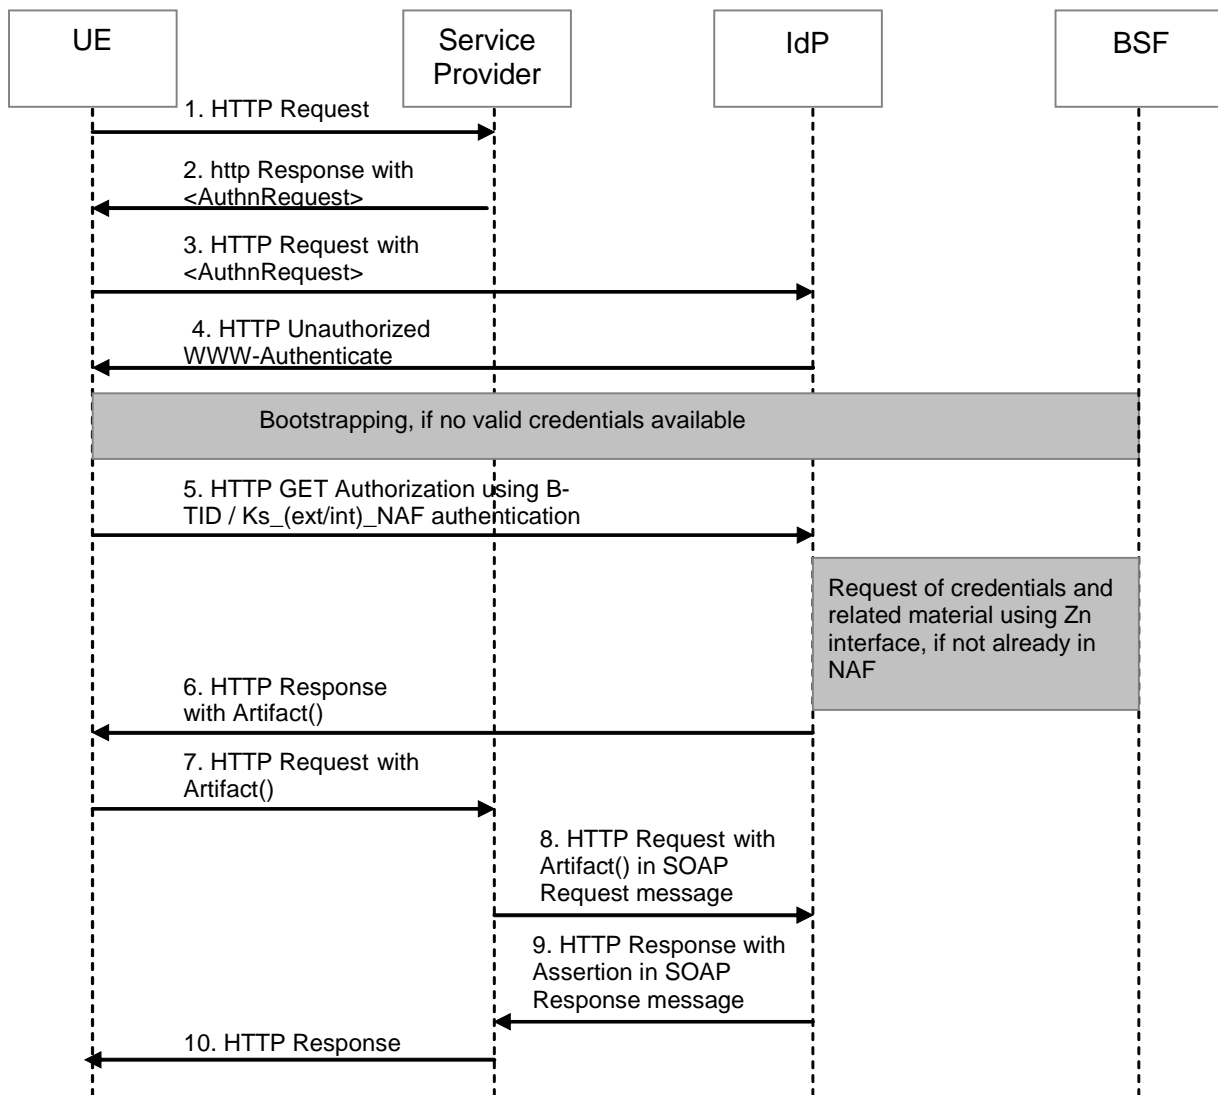 UE
Service
Provider
IdP
BSF
1. HTTP Request
2. http Response with
<AuthnRequest>
3. HTTP Request with
<AuthnRequest>
4. HTTP Unauthorized
WWW-Authenticate
Bootstrapping, if no valid credentials available
5. HTTP GET Authorization using B-
TID / Ks_(ext/int)_NAF authentication
Request of credentials and
related material using Zn
interface, if not already in
NAF
6. HTTP Response
with Artifact()
7. HTTP Request with
Artifact()
8. HTTP Request with
Artifact() in SOAP
Request message
9. HTTP Response with
Assertion in SOAP
Response message
10. HTTP Response